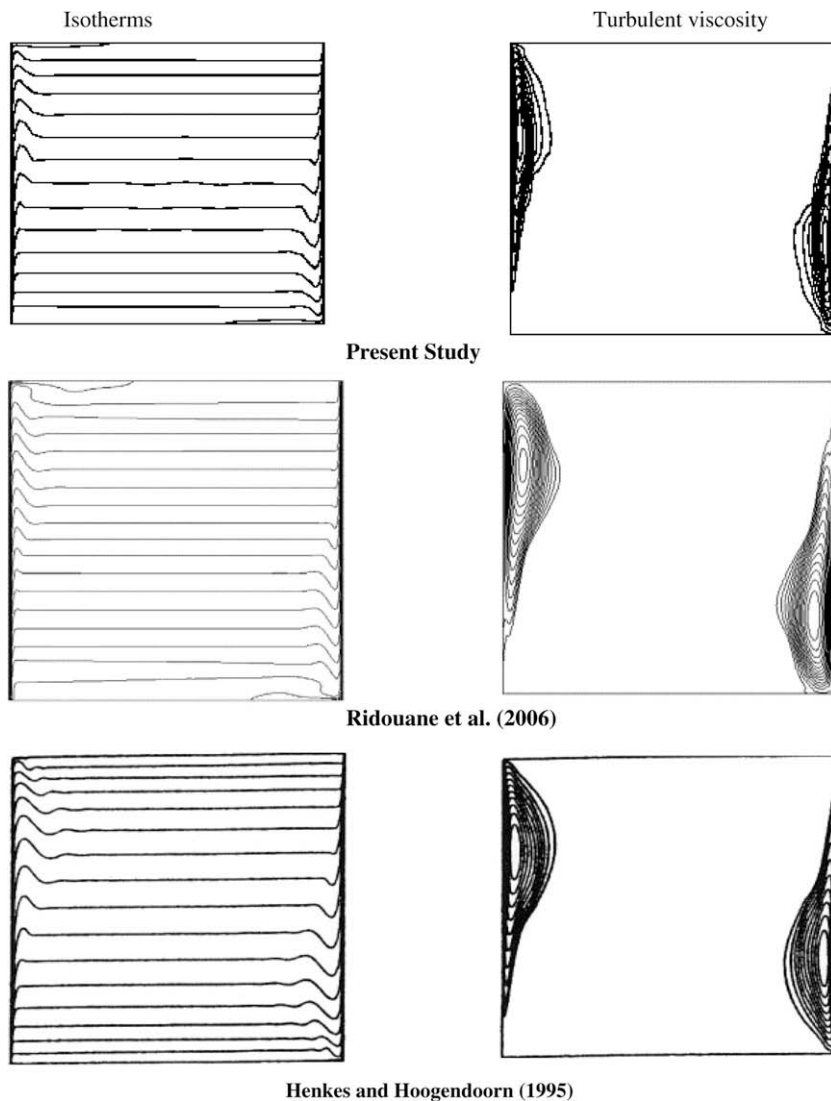 Isotherms
Turbulent viscosity
Present Study
Ridouane et al. (2006)
Henkes and Hoogendoorn (1995)